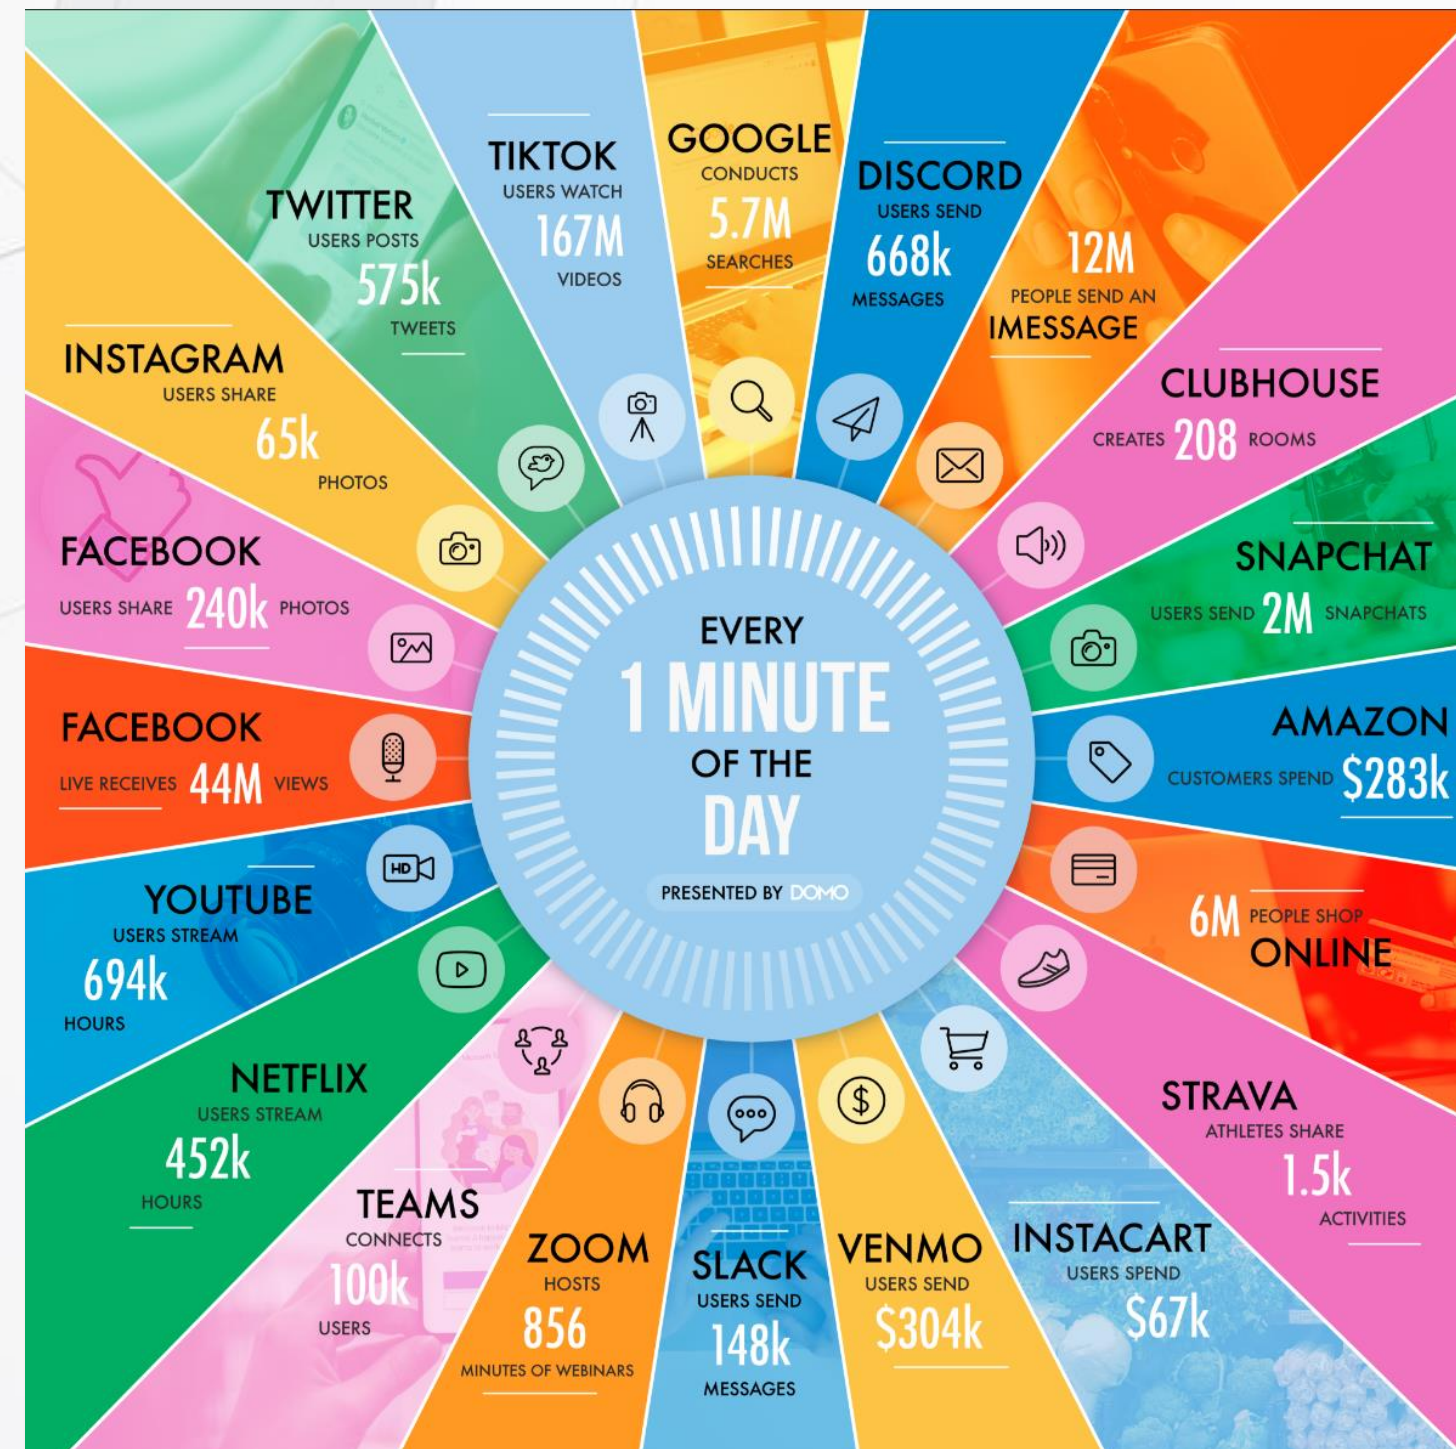 TWITTER
USERS POSTS
575k
TWEETS
TIKTOK
USERS WATCH
167M
VIDEOS
GOOGLE
CONDUCTS
5.7M
SEARCHES
DISCORD
USERS SEND
668k
MESSAGES
12M
PEOPLE SEND AN
IMESSAGE
CLUBHOUSE
CREATES 208 ROOMS
SNAPCHAT
USERS SEND 2M SNAPCHATS
AMAZON
CUSTOMERS SPEND $283k
6M PEOPLE SHOP
ONLINE
STRAVA
ATHLETES SHARE
1.5k
ACTIVITIES
INSTACART
USERS SPEND
$67k
VENMO
USERS SEND
$304k
SLACK
USERS SEND
148k
MESSAGES
ZOOM
HOSTS
856
MINUTES OF WEBINARS
TEAMS
CONNECTS
100k
USERS
NETFLIX
USERS STREAM
452k
HOURS
YOUTUBE
USERS STREAM
694k
HOURS
HD
FACEBOOK
LIVE RECEIVES 44M VIEWS
FACEBOOK
USERS SHARE 240k PHOTOS
INSTAGRAM
USERS SHARE
65k
PHOTOS
EVERY
1 MINUTE
OF THE
DAY
PRESENTED BY DOMO